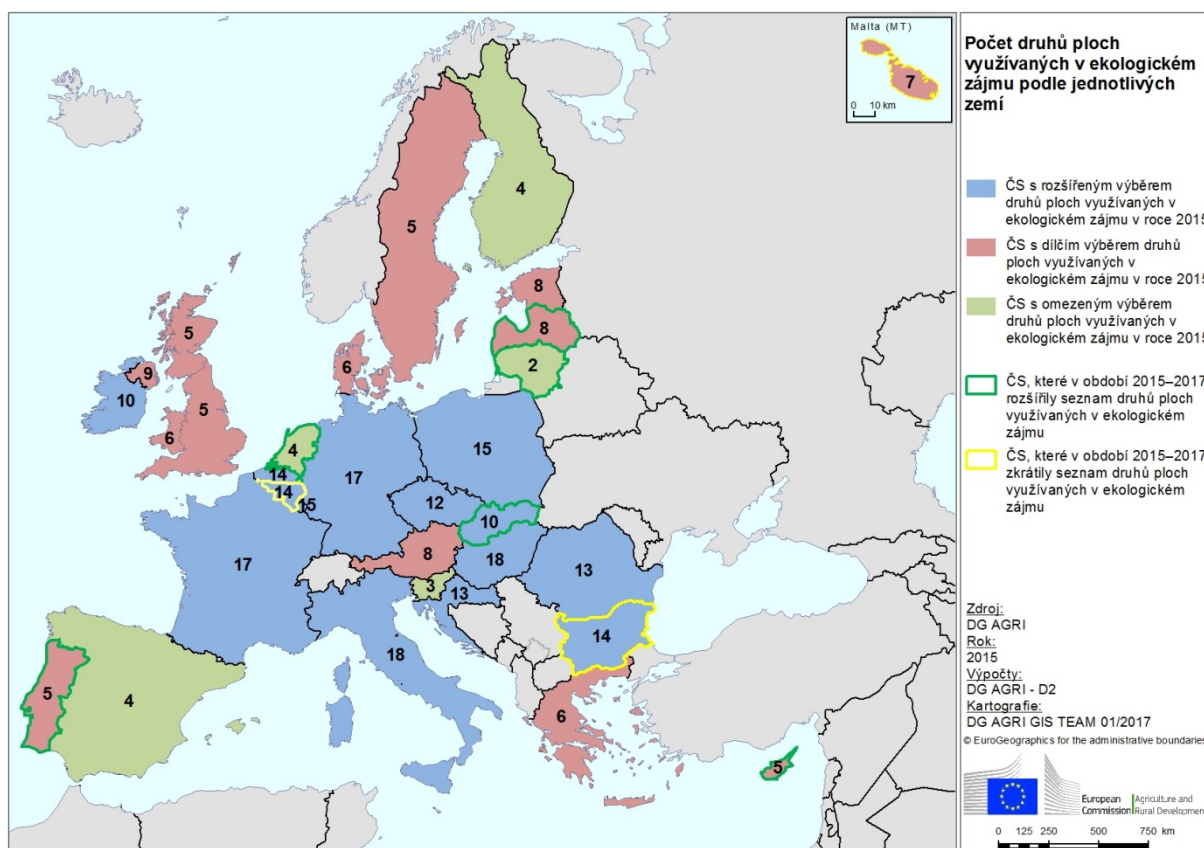 Malta (MT)
7
0 10 km
4
5
8
8
2
5
9
10
5
6
6
4
14
14
15
17
15
12
10
8
18
3
13
13
17
18
14
5
4
6
5
Počet druhů ploch
využívaných v ekologickém
zájmu podle jednotlivých
zemí
ČS s rozšířeným výběrem
druhů ploch využívaných v
ekologickém zájmu v roce 2015
ČS s dílčím výběrem druhů
ploch využívaných v
ekologickém zájmu v roce 2015
ČS s omezeným výběrem
druhů ploch využívaných v
ekologickém zájmu v roce 2015
ČS, které v období 2015–2017
rozšířily seznam druhů ploch
využívaných v ekologickém
zájmu
ČS, které v období 2015–2017
zkrátily seznam druhů ploch
využívaných v ekologickém
zájmu
Zdroj:
DG AGRI
Rok:
2015
Výpočty:
DG AGRI - D2
Kartografie:
DG AGRI GIS TEAM 01/2017
© EuroGeographics for the administrative boundaries
European
Commission
Agriculture and
Rural Development
0 125 250 500 750 km